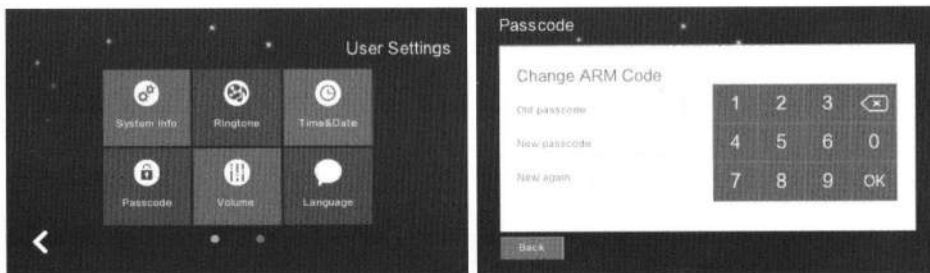 User Settings
System Info
Ringtone
Time&Date
Passcode
Volume
Language
Passcode
Change ARM Code
Old passcode
New passcode
New again
1 2 3
4 5 6 0
7 8 9 OK
Back